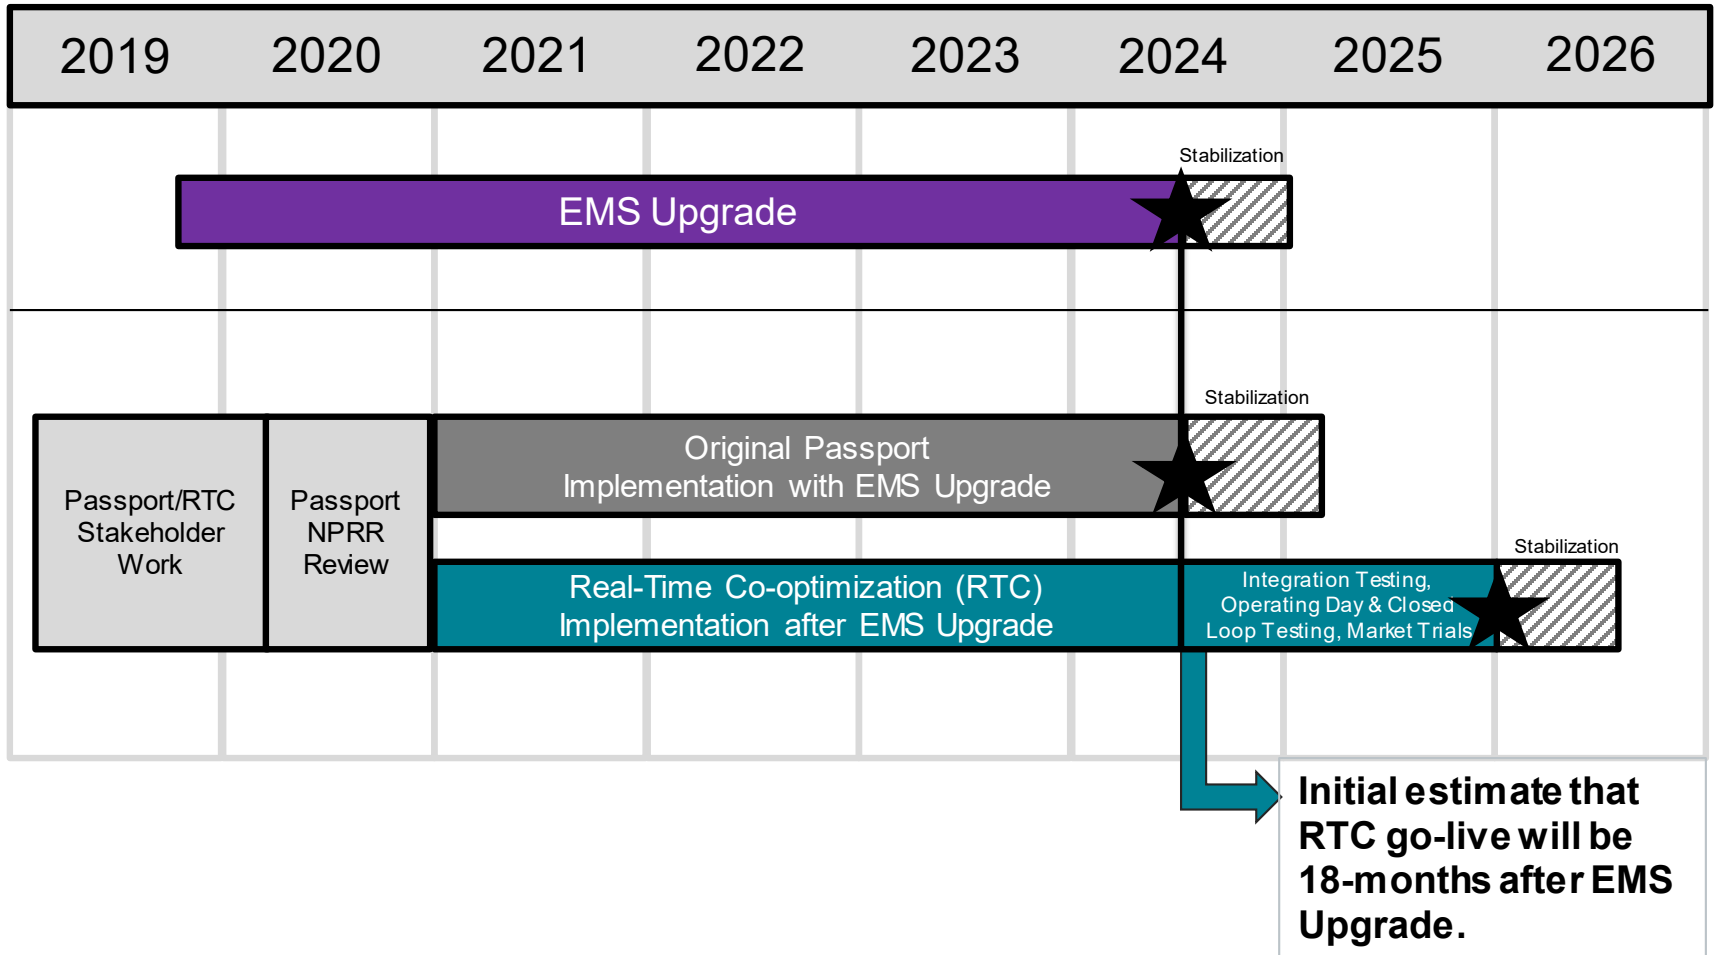 2019 2020 2021 2022 2023 2024 2025 2026
Stabilization
EMS Upgrade
Stabilization
Original Passport
Implementation with EMS Upgrade
Passport/RTC
Stakeholder
Work
Passport
NPRR
Review
Stabilization
Real-Time Co-optimization (RTC)
Implementation after EMS Upgrade
Integration Testing,
Operating Day & Closed
Loop Testing, Market Trials
Initial estimate that
RTC go-live will be
18-months after EMS
Upgrade.